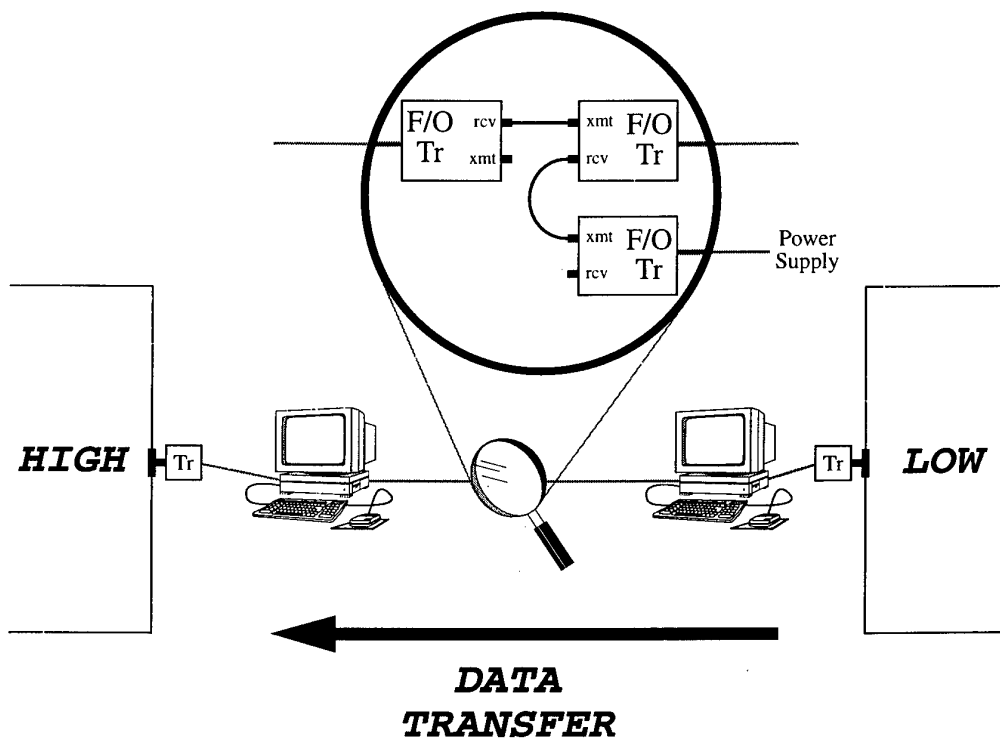 F/O
Tr
rcv
xmt
xmt
rcv
F/O
Tr
xmt
rcv
F/O
Tr
Power
Supply
HIGH
Tr
Tr
LOW
DATA
TRANSFER